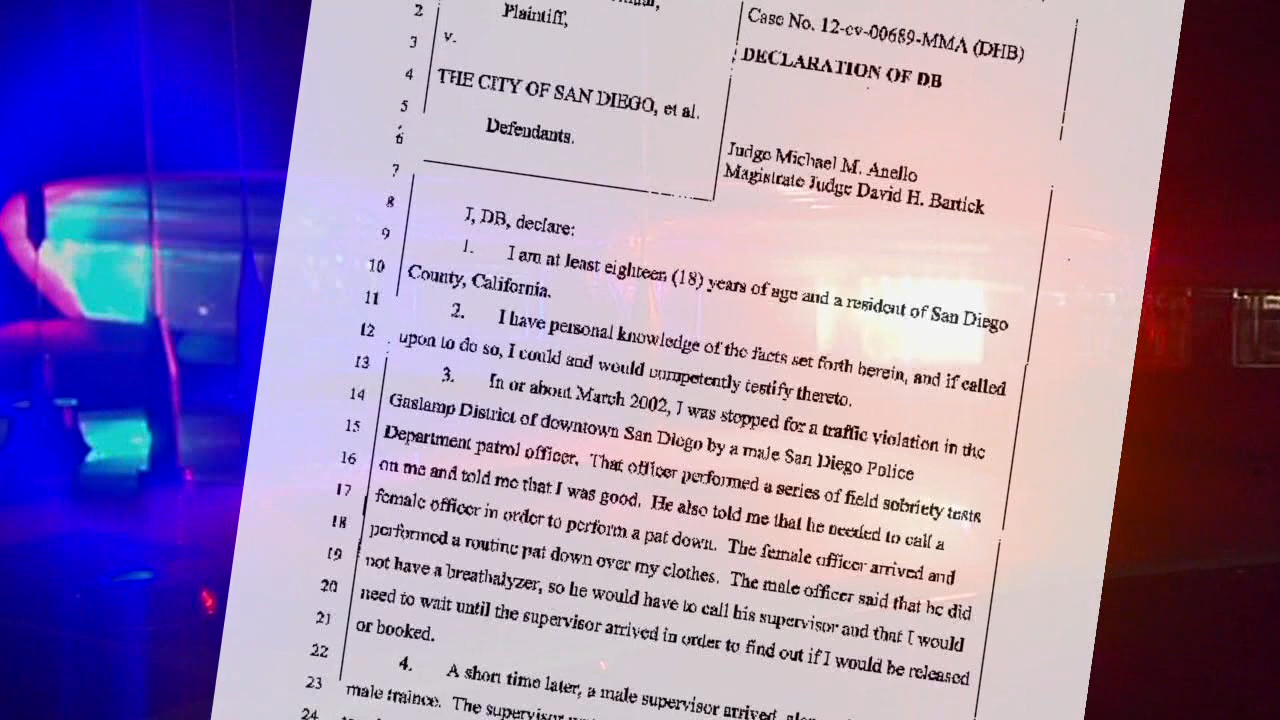 2 Plaintiff,
Case No. 12-cv-00689-MMA (DHB)
3 v.
DECLARATION OF DB
4 THE CITY OF SAN DIEGO, et al.
5 Defendants.
6
Judge Michael M. Anello
7 Magistrate Judge David H. Bartick
8 I, DB, declare:
9 1. I am at least eighteen (18) years of age and a resident of San Diego
10 County, California.
11 2. I have personal knowledge of the facts set forth herein, and if called
12 upon to do so, I could and would competently testify thereto.
13 3. In or about March 2002, I was stopped for a traffic violation in the
14 Gaslamp District of downtown San Diego by a male San Diego Police
15 Department patrol officer. That officer performed a series of field sobriety tests
16 on me and told me that I was good. He also told me that he needed to call a
17 female officer in order to perform a pat down. The female officer arrived and
18 performed a routine pat down over my clothes. The male officer said that he did
19 not have a breathalyzer, so he would have to call his supervisor and that I would
20 need to wait until the supervisor arrived in order to find out if I would be released
21 or booked.
22 4. A short time later, a male supervisor arrived,
23 male trainee. The supervisor
24